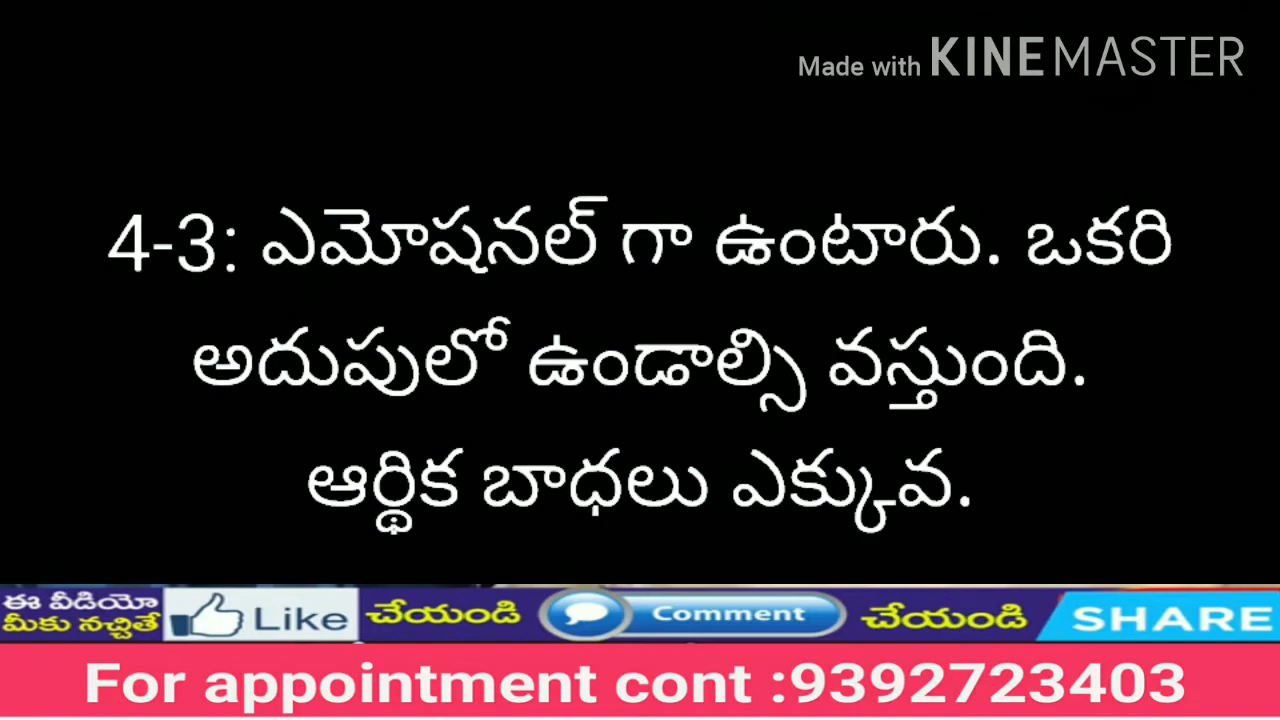 Made with KINEMASTER
4-3: ఎమోషనల్ గా ఉంటారు. ఒకరి
అదుపులో ఉండాల్సి వస్తుంది.
ఆర్థిక బాధలు ఎక్కువ.
ఈ వీడియో
మీకు నచ్చితే
Like చేయండి Comment చేయండి SHARE
For appointment cont :9392723403